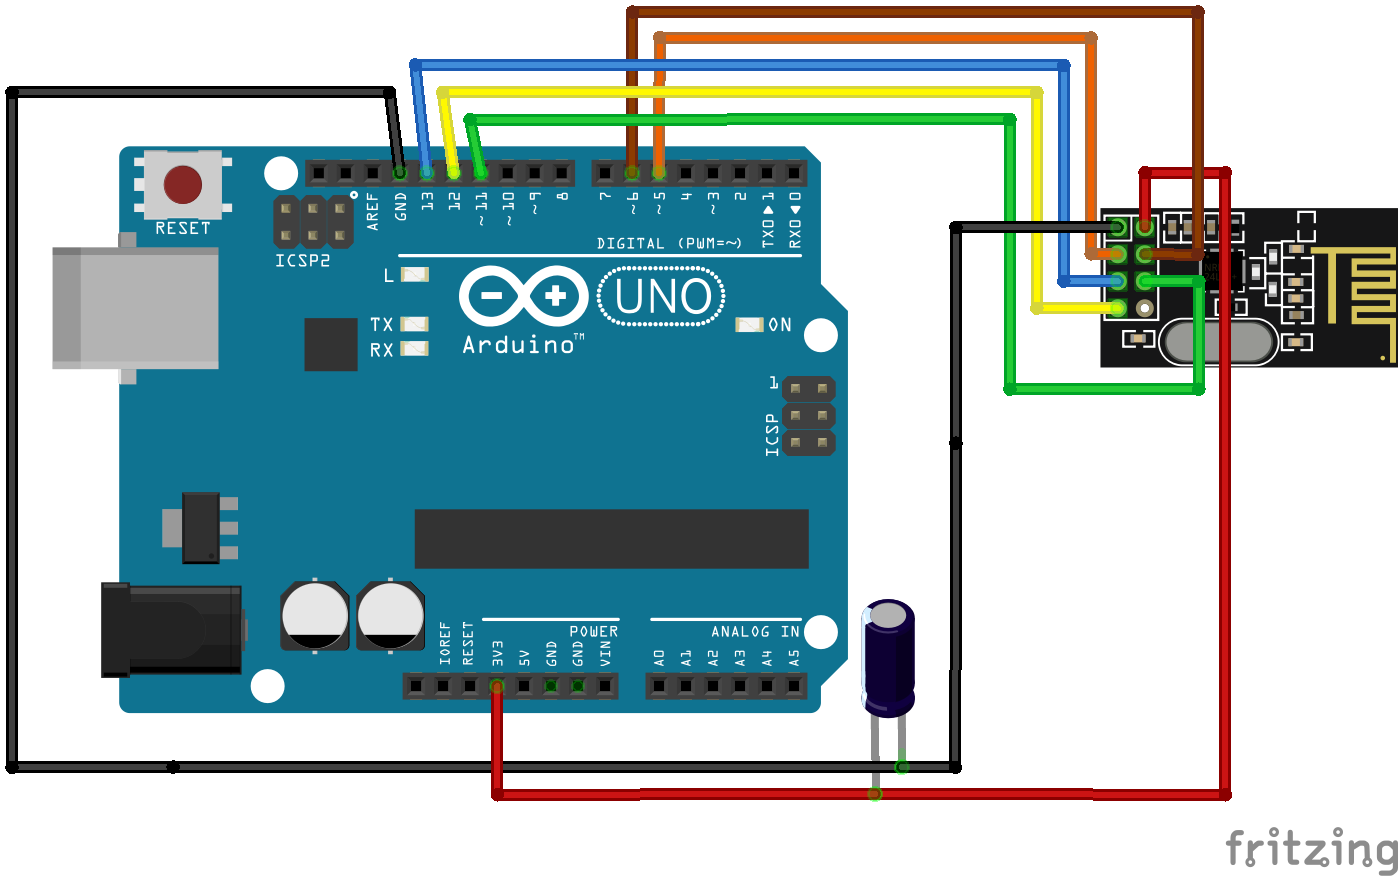 RESET
ICSP2
AREF
GND
13
12
~11
~10
~9
8
7
~6
~5
4
~3
2
TX0▶1
RX0◀0
DIGITAL (PWM=~)
L
TX
RX
UNO
Arduino™
ON
1
ICSP
IOREF
RESET
3V3
5V
GND
GND
VIN
POWER
ANALOG IN
A0
A1
A2
A3
A4
A5
fritzing